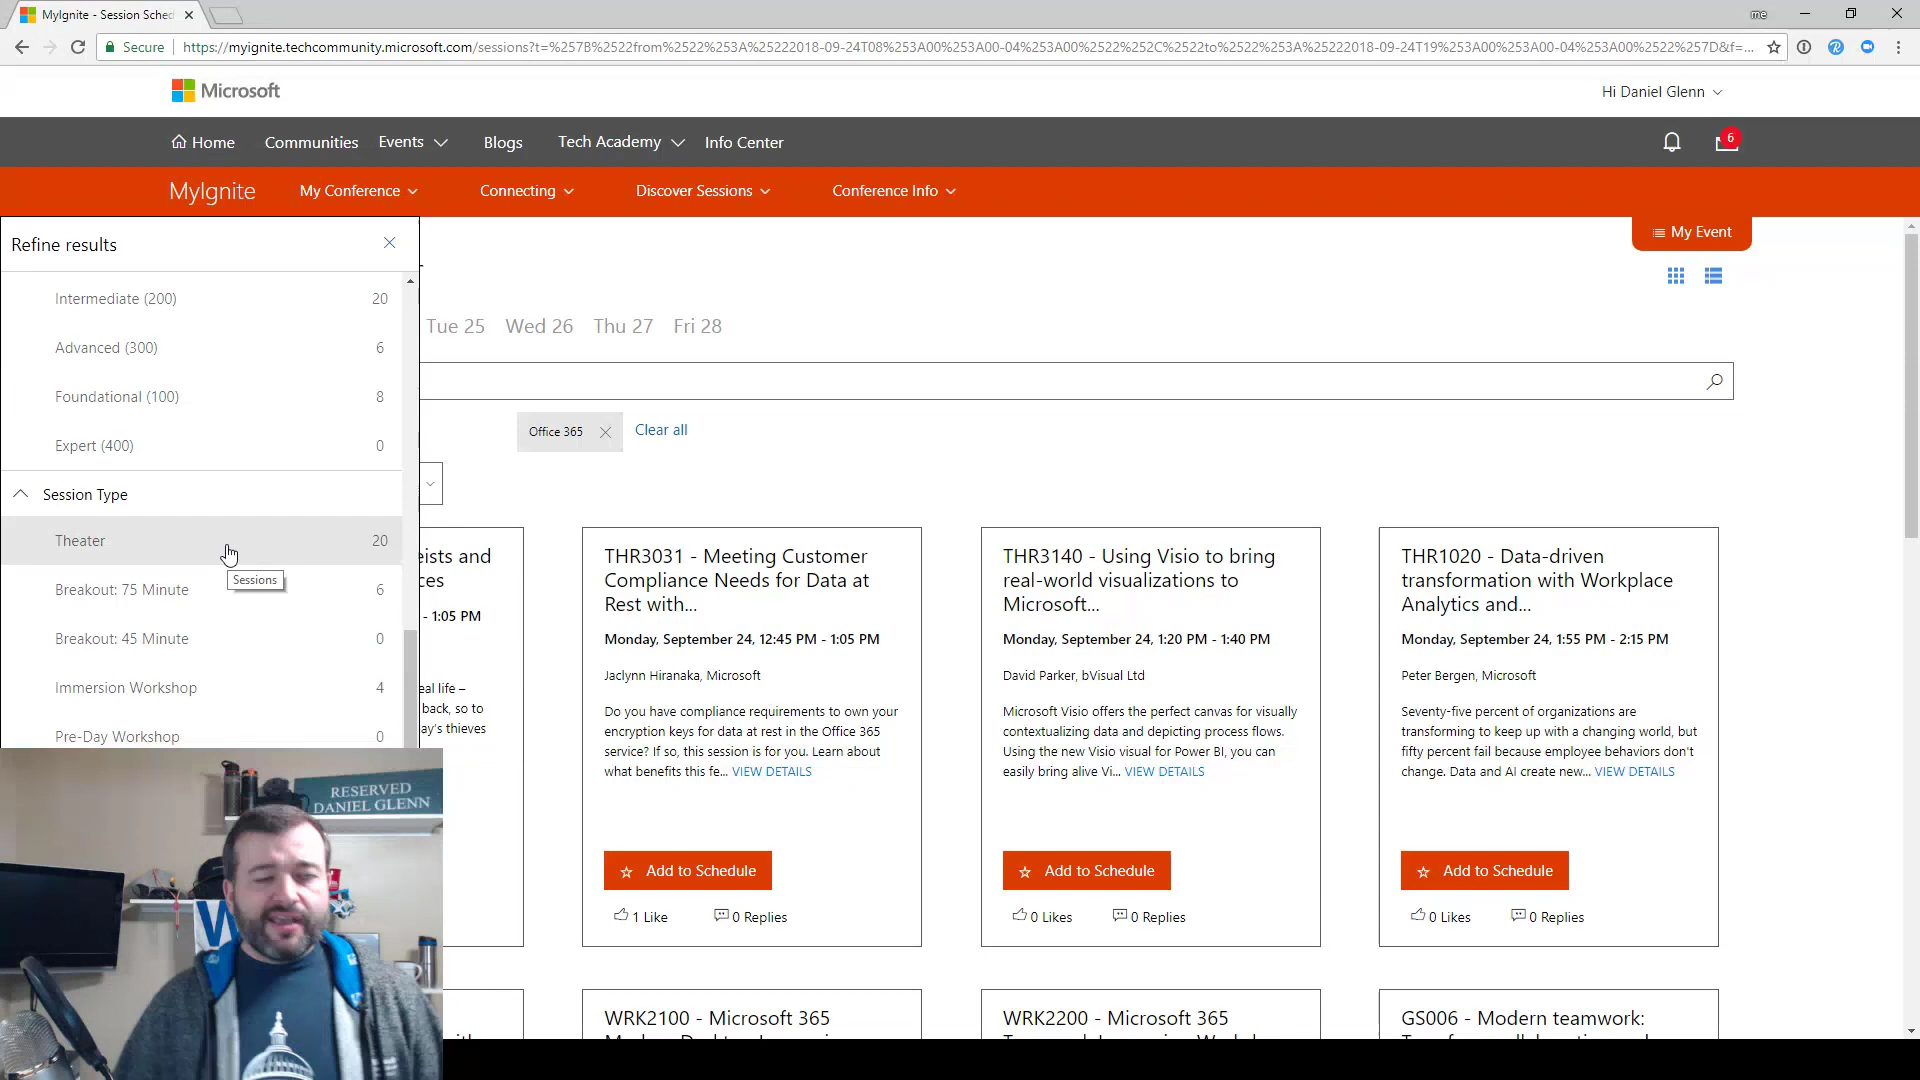 MyIgnite - Session Sched
me
Secure
https://myignite.techcommunity.microsoft.com/sessions?t=%257B%2522from%2522%253A%25222018-09-24T08%253A00%253A00-04%253A00%2522%252C%2522to%2522%253A%25222018-09-24T19%253A00%253A00-04%253A00%2522%257D&f=...
Microsoft
Hi Daniel Glenn
Home
Communities
Events
Blogs
Tech Academy
Info Center
6
MyIgnite
My Conference
Connecting
Discover Sessions
Conference Info
My Event
Refine results
Intermediate (200) 20
Advanced (300) 6
Foundational (100) 8
Expert (400) 0
Session Type
Theater 20
Sessions
Breakout: 75 Minute 6
Breakout: 45 Minute 0
Immersion Workshop 4
Pre-Day Workshop 0
Tue 25 Wed 26 Thu 27 Fri 28
Office 365
Clear all
eists and
ces
- 1:05 PM
eal life –
back, so to
ay's thieves
THR3031 - Meeting Customer
Compliance Needs for Data at
Rest with...
Monday, September 24, 12:45 PM - 1:05 PM
Jaclynn Hiranaka, Microsoft
Do you have compliance requirements to own your
encryption keys for data at rest in the Office 365
service? If so, this session is for you. Learn about
what benefits this fe... VIEW DETAILS
Add to Schedule
1 Like 0 Replies
THR3140 - Using Visio to bring
real-world visualizations to
Microsoft...
Monday, September 24, 1:20 PM - 1:40 PM
David Parker, bVisual Ltd
Microsoft Visio offers the perfect canvas for visually
contextualizing data and depicting process flows.
Using the new Visio visual for Power BI, you can
easily bring alive Vi... VIEW DETAILS
Add to Schedule
0 Likes 0 Replies
THR1020 - Data-driven
transformation with Workplace
Analytics and...
Monday, September 24, 1:55 PM - 2:15 PM
Peter Bergen, Microsoft
Seventy-five percent of organizations are
transforming to keep up with a changing world, but
fifty percent fail because employee behaviors don't
change. Data and AI create new... VIEW DETAILS
Add to Schedule
0 Likes 0 Replies
WRK2100 - Microsoft 365
WRK2200 - Microsoft 365
GS006 - Modern teamwork:
RESERVED
DANIEL GLENN
W